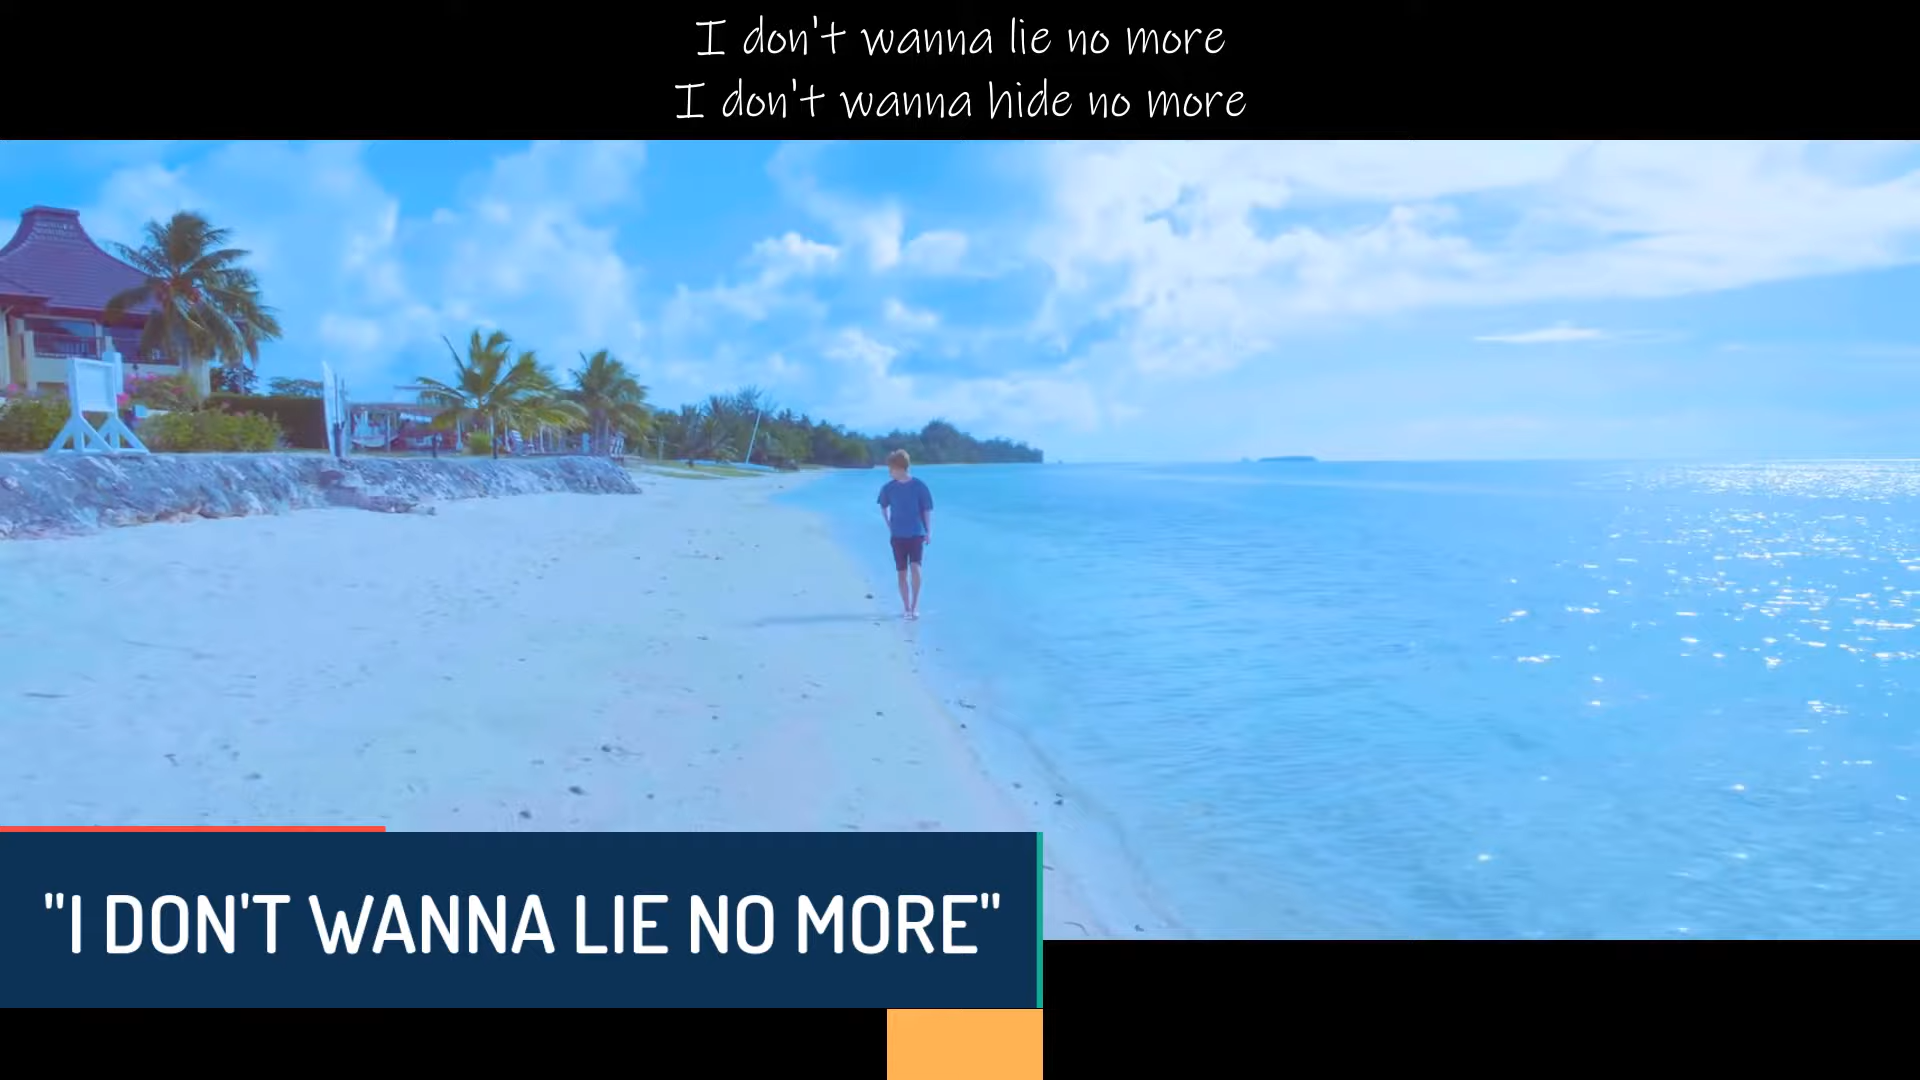 I don't wanna lie no more
I don't wanna hide no more
"I DON'T WANNA LIE NO MORE"